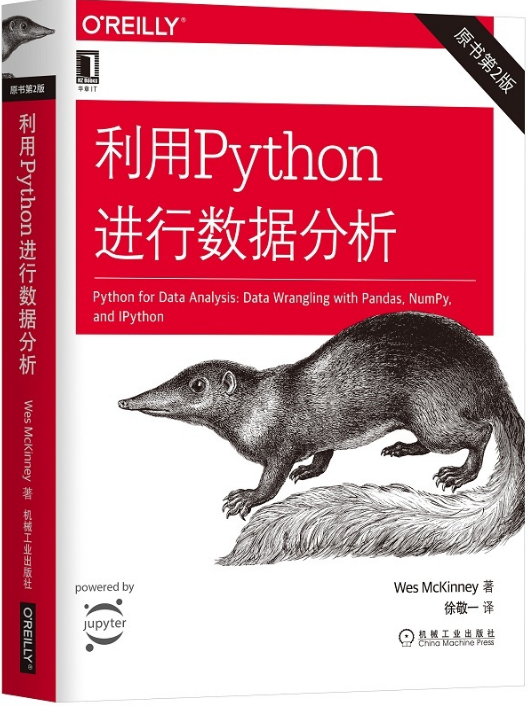 O'REILLY®
原书第2版
HZ BOOKS
华章IT
利用Python
进行数据分析
Python for Data Analysis: Data Wrangling with Pandas, NumPy,
and IPython
powered by
jupyter
Wes McKinney 著
徐敬一 译
机械工业出版社
China Machine Press
原书第2版
利用Python进行数据分析
Wes McKinney 著
机械工业出版社
O'REILLY®